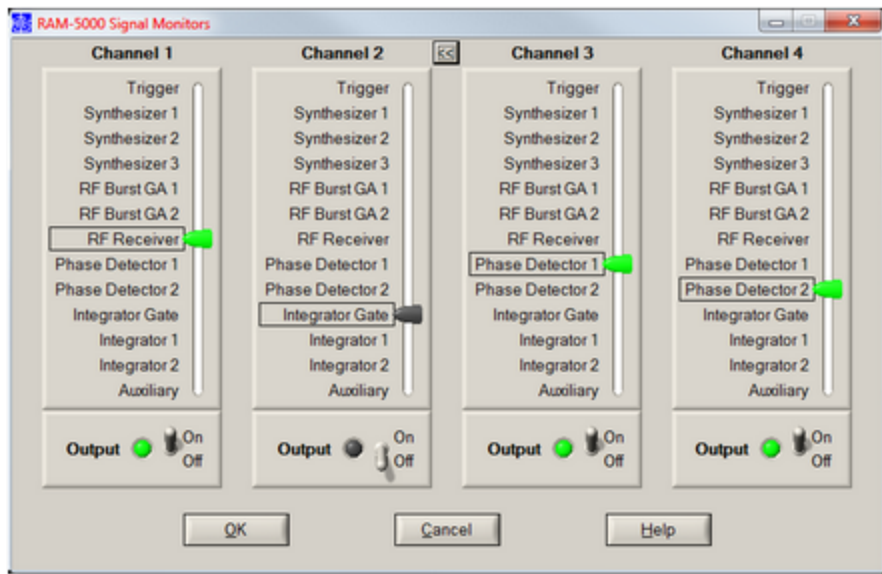 RAM-5000 Signal Monitors
Channel 1
Trigger
Synthesizer 1
Synthesizer 2
Synthesizer 3
RF Burst GA 1
RF Burst GA 2
RF Receiver
Phase Detector 1
Phase Detector 2
Integrator Gate
Integrator 1
Integrator 2
Auxiliary
Output
On
Off
Channel 2
Trigger
Synthesizer 1
Synthesizer 2
Synthesizer 3
RF Burst GA 1
RF Burst GA 2
RF Receiver
Phase Detector 1
Phase Detector 2
Integrator Gate
Integrator 1
Integrator 2
Auxiliary
Output
On
Off
<<
Channel 3
Trigger
Synthesizer 1
Synthesizer 2
Synthesizer 3
RF Burst GA 1
RF Burst GA 2
RF Receiver
Phase Detector 1
Phase Detector 2
Integrator Gate
Integrator 1
Integrator 2
Auxiliary
Output
On
Off
Channel 4
Trigger
Synthesizer 1
Synthesizer 2
Synthesizer 3
RF Burst GA 1
RF Burst GA 2
RF Receiver
Phase Detector 1
Phase Detector 2
Integrator Gate
Integrator 1
Integrator 2
Auxiliary
Output
On
Off
OK
Cancel
Help